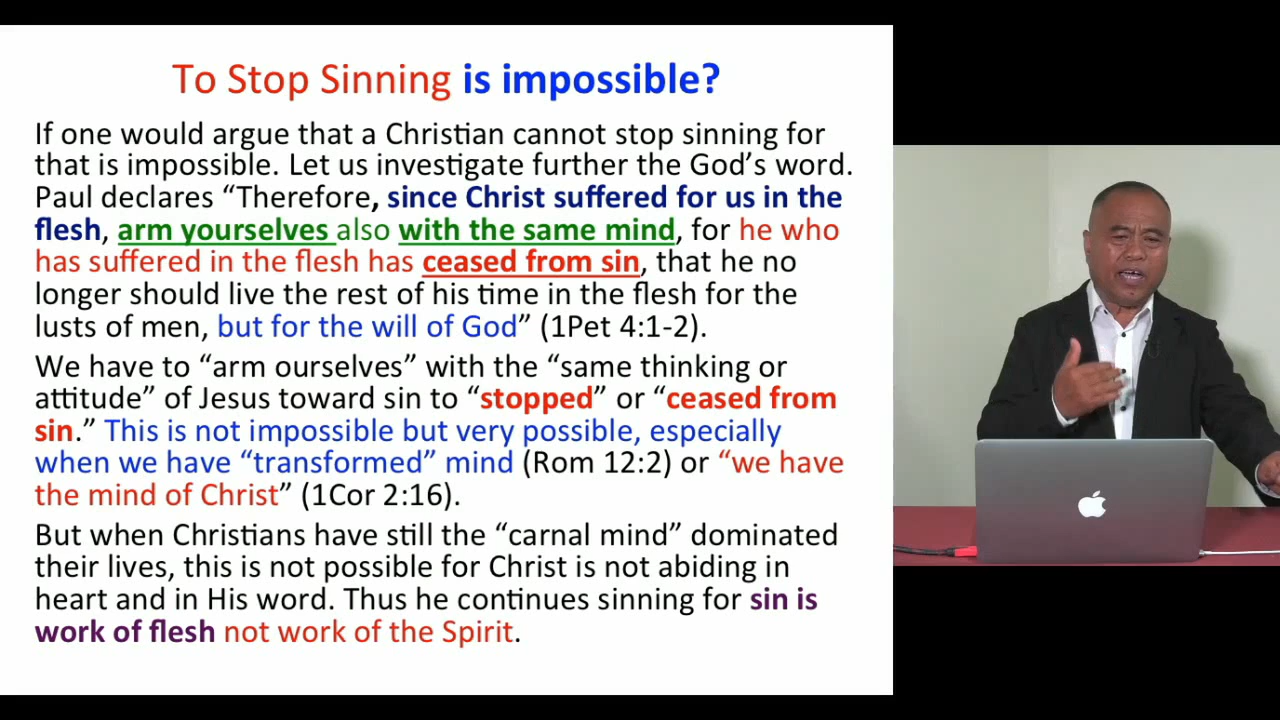 To Stop Sinning is impossible?
If one would argue that a Christian cannot stop sinning for
that is impossible. Let us investigate further the God’s word.
Paul declares “Therefore, since Christ suffered for us in the
flesh, arm yourselves also with the same mind, for he who
has suffered in the flesh has ceased from sin, that he no
longer should live the rest of his time in the flesh for the
lusts of men, but for the will of God” (1Pet 4:1-2).
We have to “arm ourselves” with the “same thinking or
attitude” of Jesus toward sin to “stopped” or “ceased from
sin.” This is not impossible but very possible, especially
when we have “transformed” mind (Rom 12:2) or “we have
the mind of Christ” (1Cor 2:16).
But when Christians have still the “carnal mind” dominated
their lives, this is not possible for Christ is not abiding in
heart and in His word. Thus he continues sinning for sin is
work of flesh not work of the Spirit.